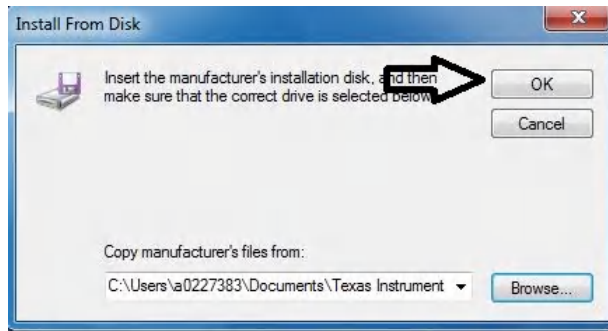 Install From Disk
Insert the manufacturer's installation disk, and then
make sure that the correct drive is selected below.
OK
Cancel
Copy manufacturer's files from:
C:\Users\a0227383\Documents\Texas Instrument
Browse...